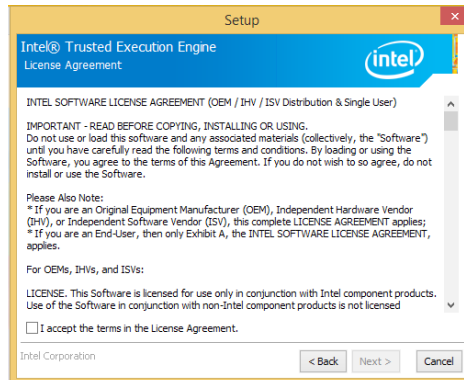 Setup
Intel® Trusted Execution Engine
License Agreement
intel
INTEL SOFTWARE LICENSE AGREEMENT (OEM / IHV / ISV Distribution & Single User)
IMPORTANT - READ BEFORE COPYING, INSTALLING OR USING.
Do not use or load this software and any associated materials (collectively, the "Software")
until you have carefully read the following terms and conditions. By loading or using the
Software, you agree to the terms of this Agreement. If you do not wish to so agree, do not
install or use the Software.
Please Also Note:
* If you are an Original Equipment Manufacturer (OEM), Independent Hardware Vendor
(IHV), or Independent Software Vendor (ISV), this complete LICENSE AGREEMENT applies;
* If you are an End-User, then only Exhibit A, the INTEL SOFTWARE LICENSE AGREEMENT,
applies.
For OEMs, IHVs, and ISVs:
LICENSE. This Software is licensed for use only in conjunction with Intel component products.
Use of the Software in conjunction with non-Intel component products is not licensed
I accept the terms in the License Agreement.
Intel Corporation
< Back Next > Cancel